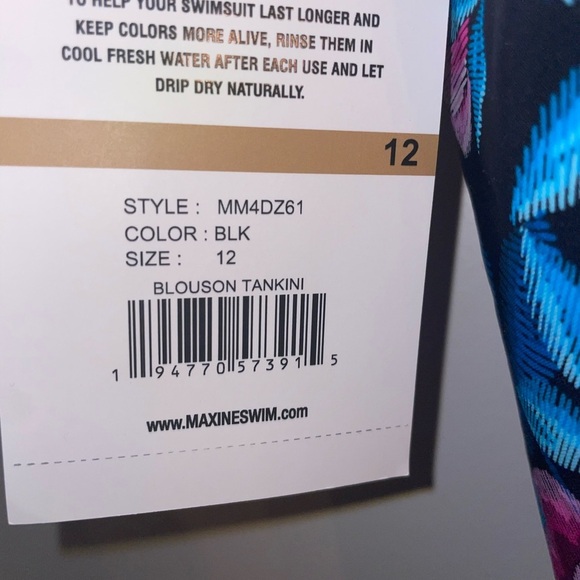 TO HELP YOUR SWIMSUIT LAST LONGER AND
KEEP COLORS MORE ALIVE, RINSE THEM IN
COOL FRESH WATER AFTER EACH USE AND LET
DRIP DRY NATURALLY.
12
STYLE : MM4DZ61
COLOR : BLK
SIZE : 12
BLOUSON TANKINI
1 94770 57391 5
www.MAXINESWIM.com